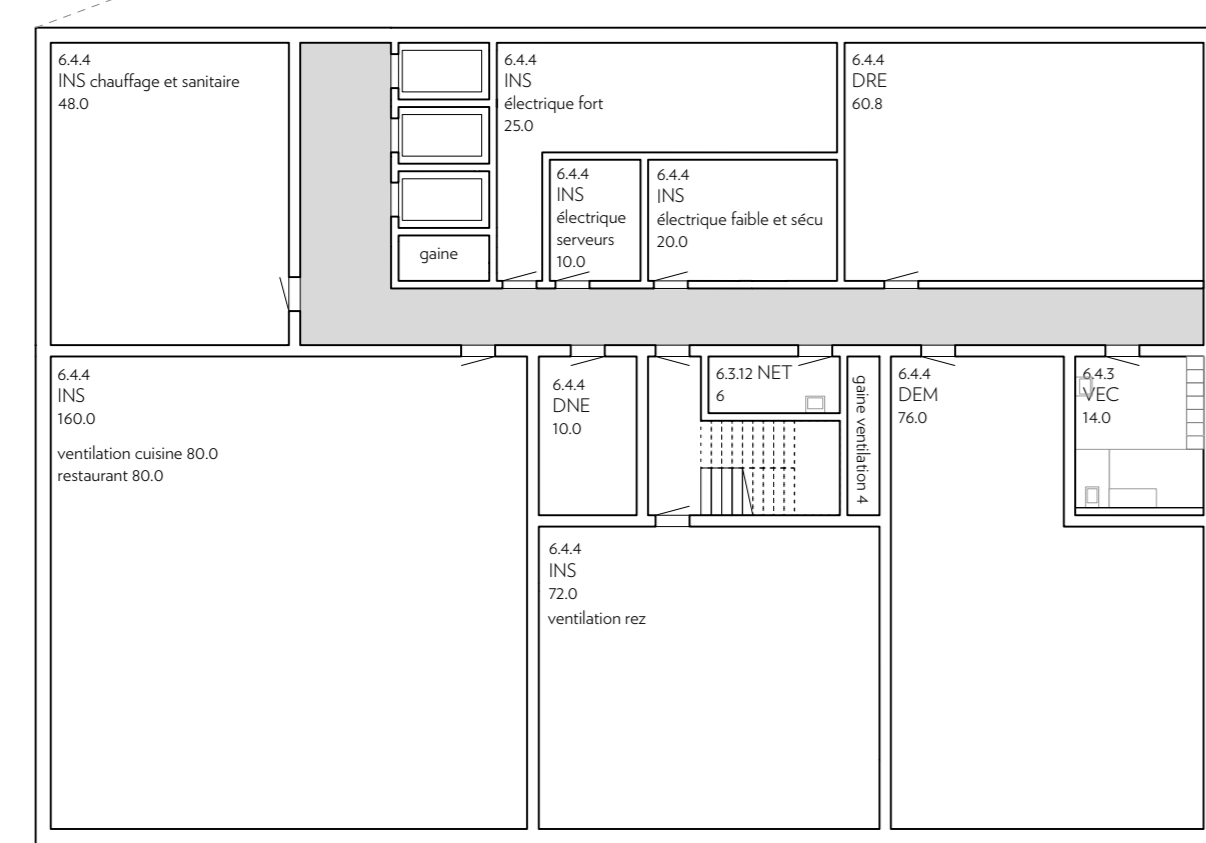 6.4.4
INS chauffage et sanitaire
48.0
gaine
6.4.4
INS
électrique fort
25.0
6.4.4
INS
électrique
serveurs
10.0
6.4.4
INS
électrique faible et sécu
20.0
6.4.4
DRE
60.8
6.4.4
INS
160.0
ventilation cuisine 80.0
restaurant 80.0
6.4.4
DNE
10.0
6.3.12 NET
6
gaine ventilation 4
6.4.4
DEM
76.0
6.4.3
VEC
14.0
6.4.4
INS
72.0
ventilation rez